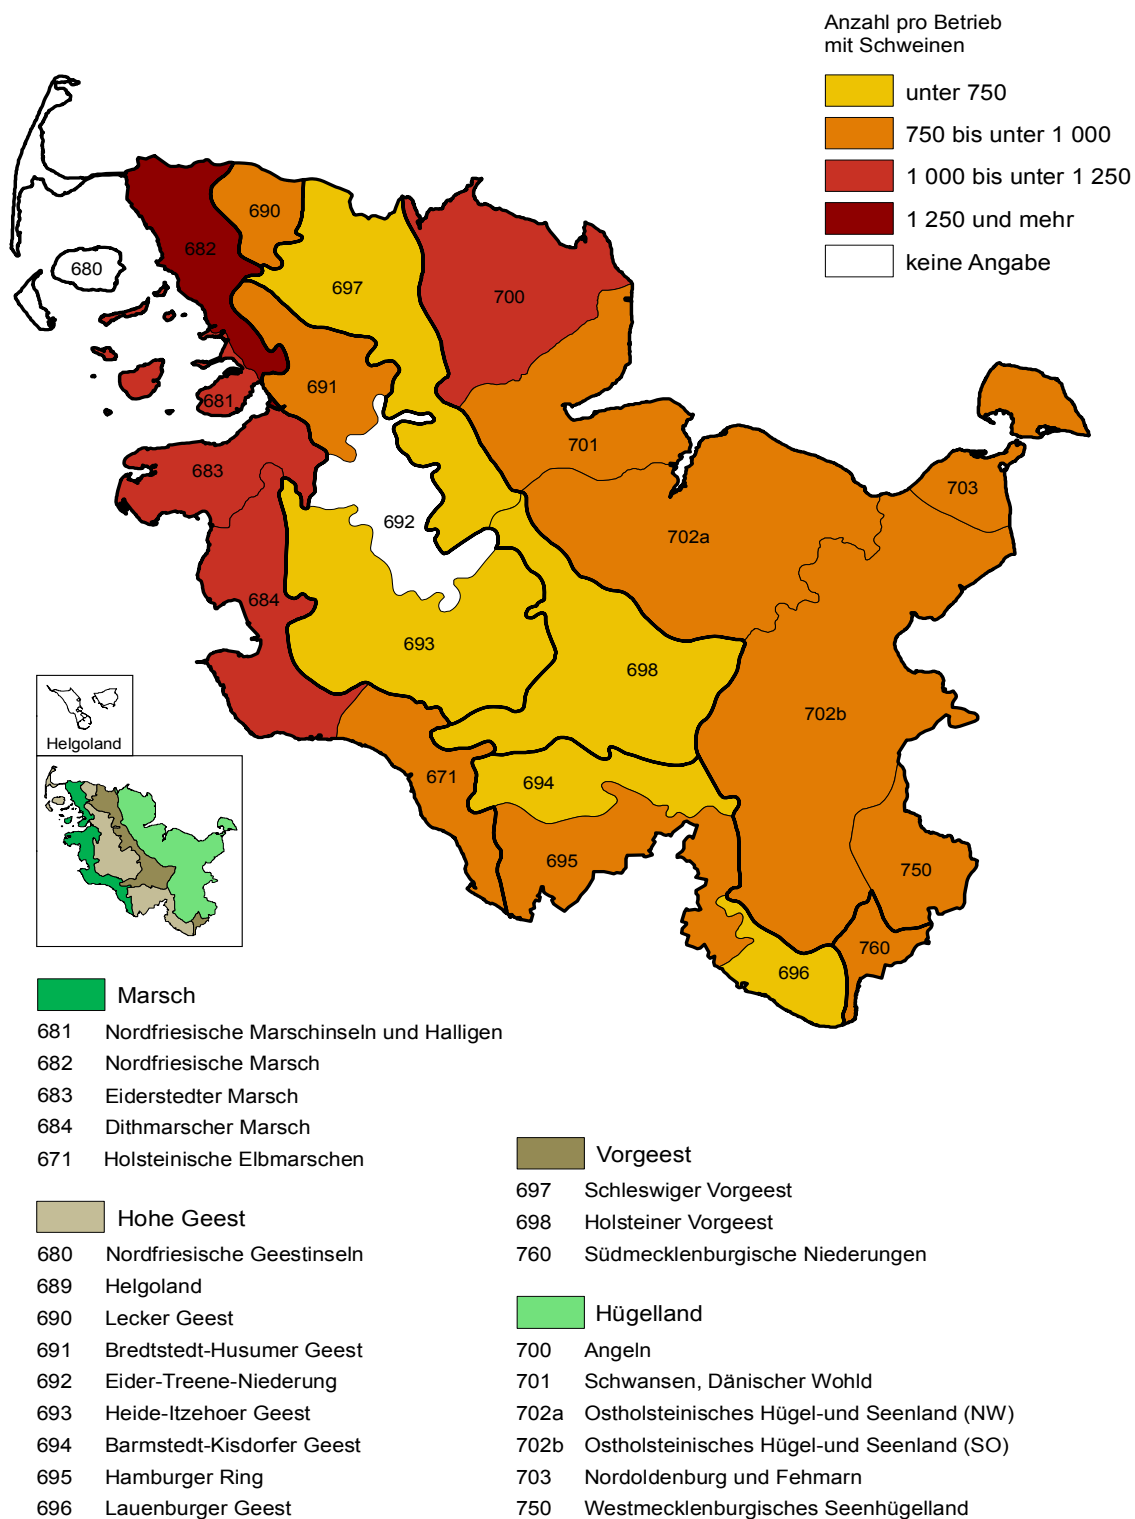 Anzahl pro Betrieb
mit Schweinen
unter 750
750 bis unter 1 000
1 000 bis unter 1 250
1 250 und mehr
keine Angabe
690
682
680
697
700
691
681
701
683
703
692
702a
684
693
698
702b
Helgoland
671
694
695
750
760
696
Marsch
681 Nordfriesische Marschinseln und Halligen
682 Nordfriesische Marsch
683 Eiderstedter Marsch
684 Dithmarscher Marsch
671 Holsteinische Elbmarschen
Hohe Geest
680 Nordfriesische Geestinseln
689 Helgoland
690 Lecker Geest
691 Bredtstedt-Husumer Geest
692 Eider-Treene-Niederung
693 Heide-Itzehoer Geest
694 Barmstedt-Kisdorfer Geest
695 Hamburger Ring
696 Lauenburger Geest
Vorgeest
697 Schleswiger Vorgeest
698 Holsteiner Vorgeest
760 Südmecklenburgische Niederungen
Hügelland
700 Angeln
701 Schwansen, Dänischer Wohld
702a Ostholsteinisches Hügel-und Seenland (NW)
702b Ostholsteinisches Hügel-und Seenland (SO)
703 Nordoldenburg und Fehmarn
750 Westmecklenburgisches Seenhügelland